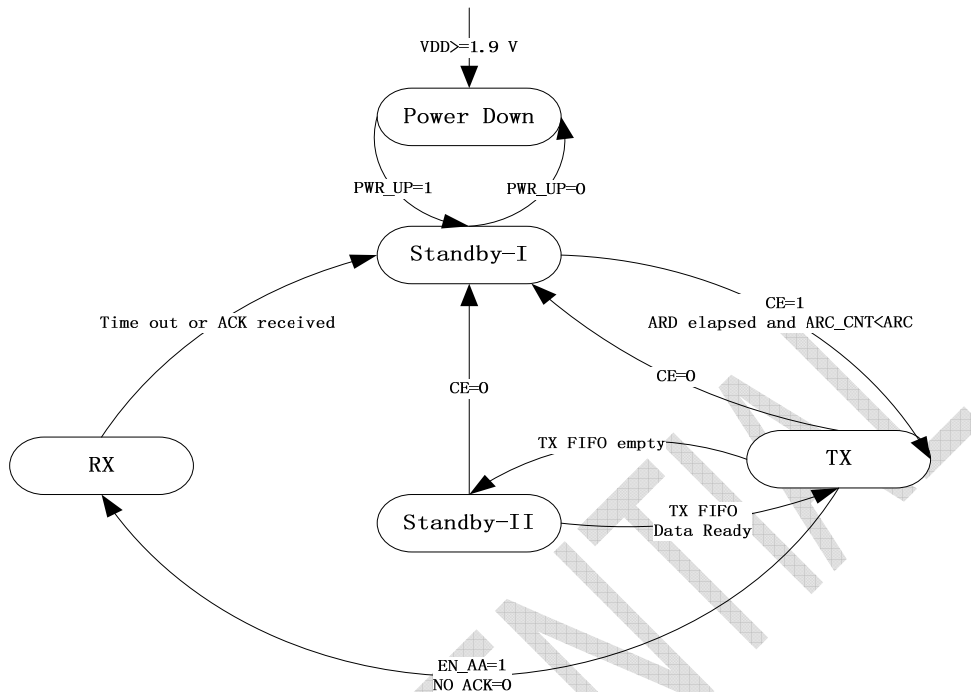 VDD>=1.9 V
Power Down
PWR_UP=1
PWR_UP=0
Standby-I
CE=1
ARD elapsed and ARC_CNT<ARC
Time out or ACK received
CE=0
CE=0
TX FIFO empty
TX
RX
Standby-II
TX FIFO
Data Ready
EN_AA=1
NO_ACK=0
ENTIAL